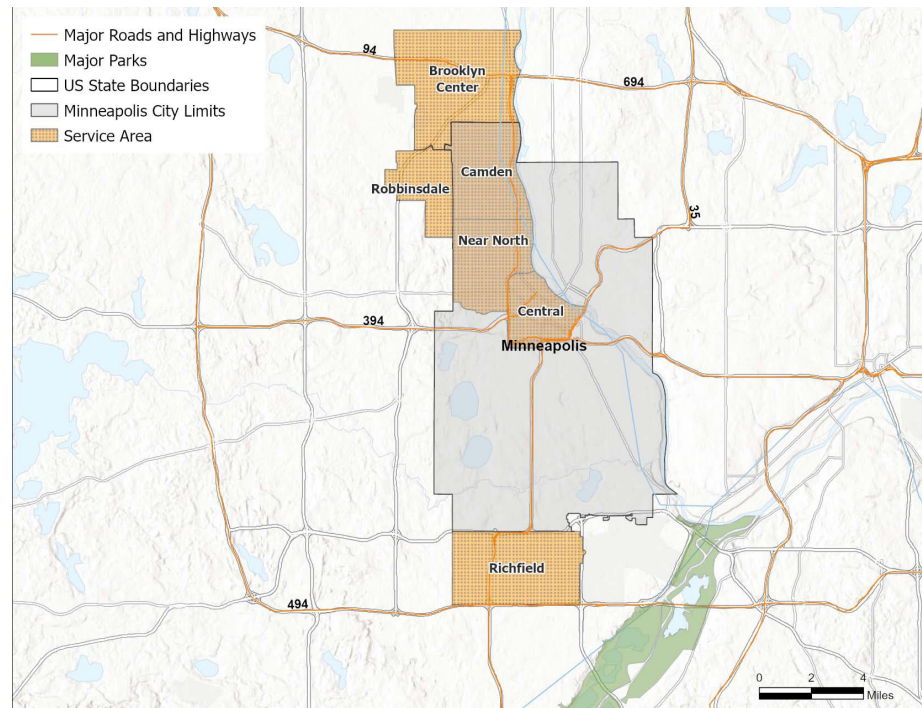 Major Roads and Highways
Major Parks
US State Boundaries
Minneapolis City Limits
Service Area
94
Brooklyn
Center
694
Camden
Robbinsdale
35
Near North
Central
394
Minneapolis
Richfield
494
0 2 4
Miles